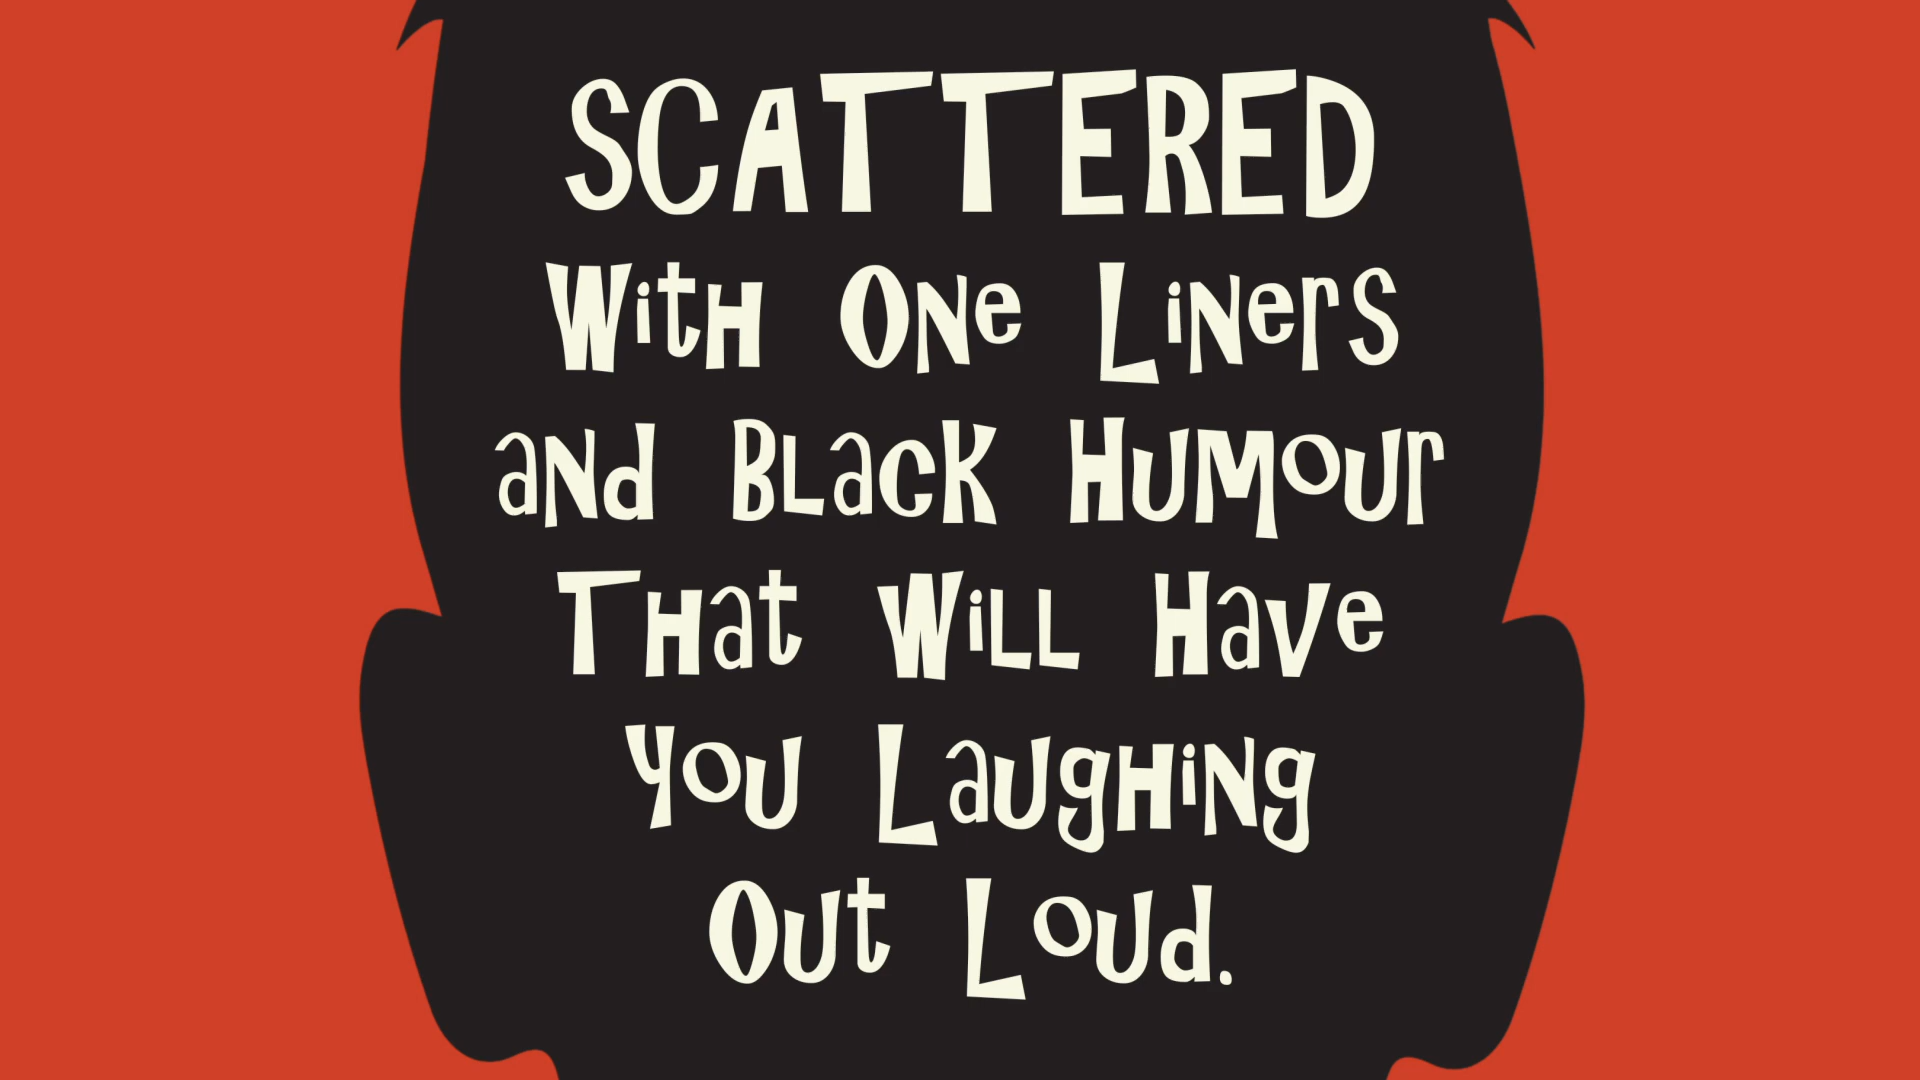 SCATTERED
With One Liners
and Black Humour
That Will Have
You Laughing
Out Loud.